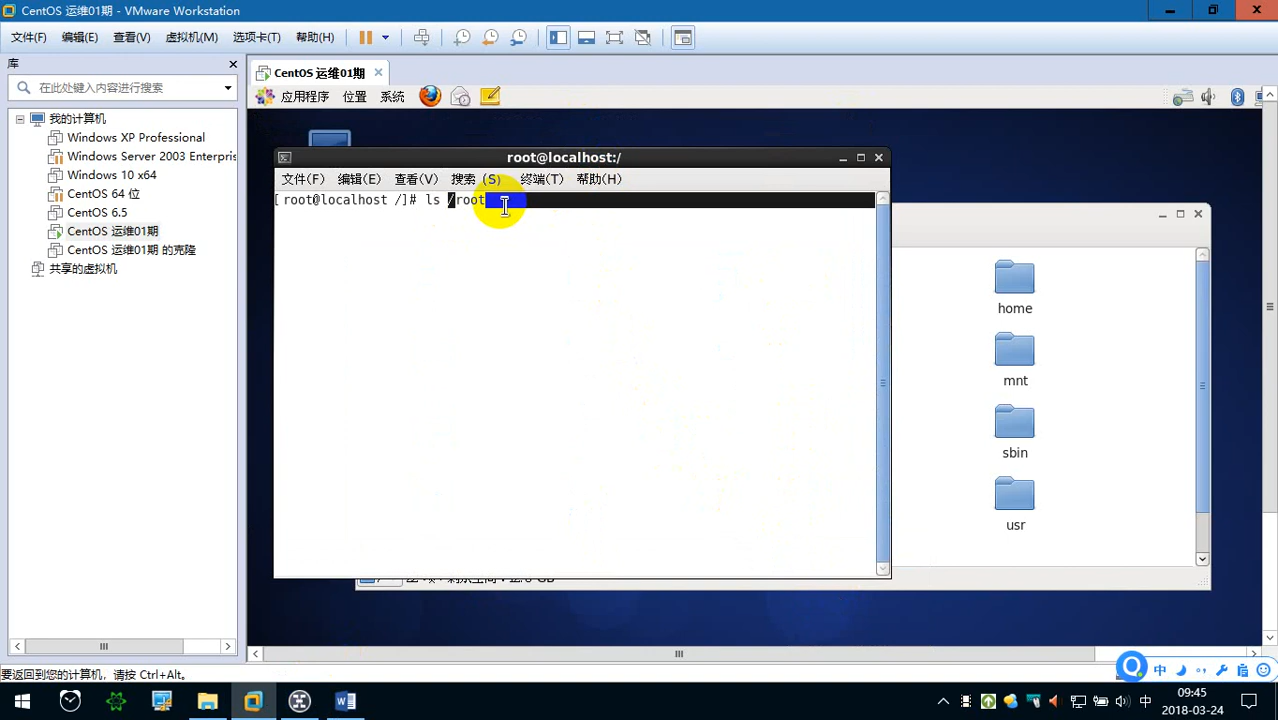 CentOS 运维01期 - VMware Workstation
文件(F) 编辑(E) 查看(V) 虚拟机(M) 选项卡(T) 帮助(H)
库
在此处键入内容进行搜索
我的计算机
Windows XP Professional
Windows Server 2003 Enterpris
Windows 10 x64
CentOS 64 位
CentOS 6.5
CentOS 运维01期
CentOS 运维01期 的克隆
共享的虚拟机
CentOS 运维01期
应用程序 位置 系统
root@localhost:/
文件(F) 编辑(E) 查看(V) 搜索 (S) 终端(T) 帮助(H)
[root@localhost /]# ls /root
home
mnt
sbin
usr
要返回到您的计算机，请按 Ctrl+Alt。
中
中
09:45
2018-03-24